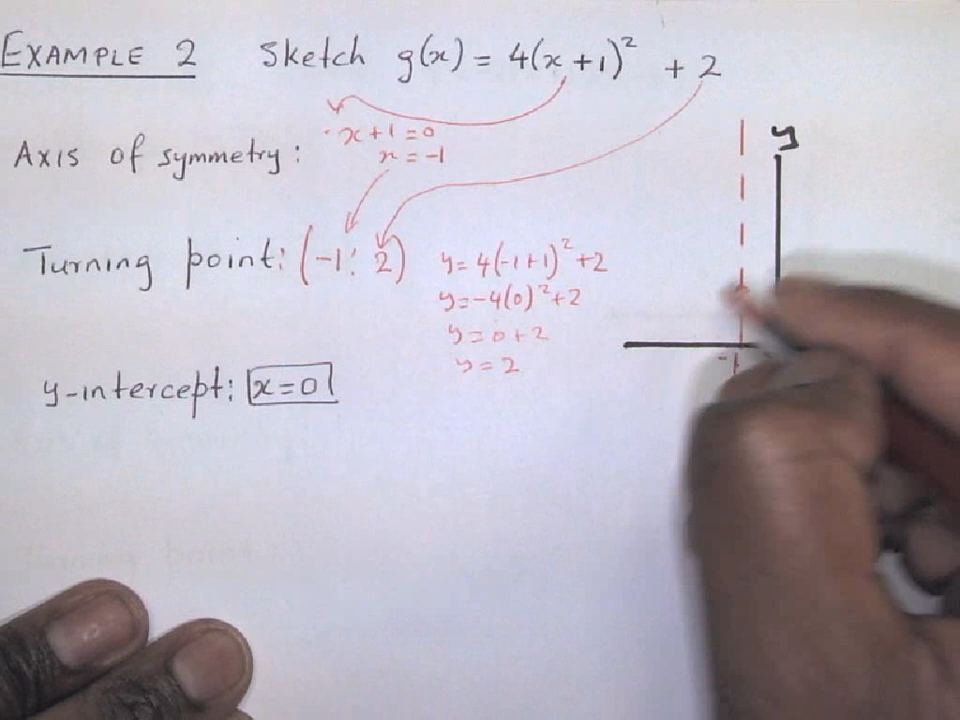 EXAMPLE 2 Sketch g(x) = 4(x+1)² + 2
Axis of symmetry: x+1=0
x=-1
Turning point: (-1; 2)
y=4(-1+1)²+2
y=-4(0)²+2
y=0+2
y=2
y-intercept: x=0
y
-1